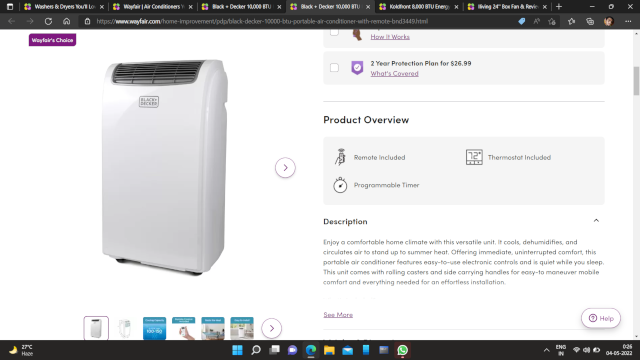 Washers & Dryers You'll Lo
Wayfair | Air Conditioners Y
Black + Decker 10,000 BTU
Black + Decker 10,000 BTU
Koldfront 8,000 BTU Energ
iliving 24" Box Fan & Revie
https://www.wayfair.com/home-improvement/pdp/black-decker-10000-btu-portable-air-conditioner-with-remote-bnd3449.html
Wayfair's Choice
How it Works
2 Year Protection Plan for $26.99
What's Covered
BLACK+
DECKER
Product Overview
Remote Included
Thermostat Included
Programmable Timer
Description
Enjoy a comfortable home climate with this versatile unit. It cools, dehumidifies, and
circulates air to stand up to summer heat. Offering immediate, uninterrupted comfort, this
portable air conditioner features easy-to-use electronic controls and is quiet while you sleep.
This unit comes with rolling casters and side carrying handles for easy-to maneuver mobile
comfort and everything needed for an effortless installation.
See More
Help
27°C
Haze
ENG
IN
0:26
04-05-2022